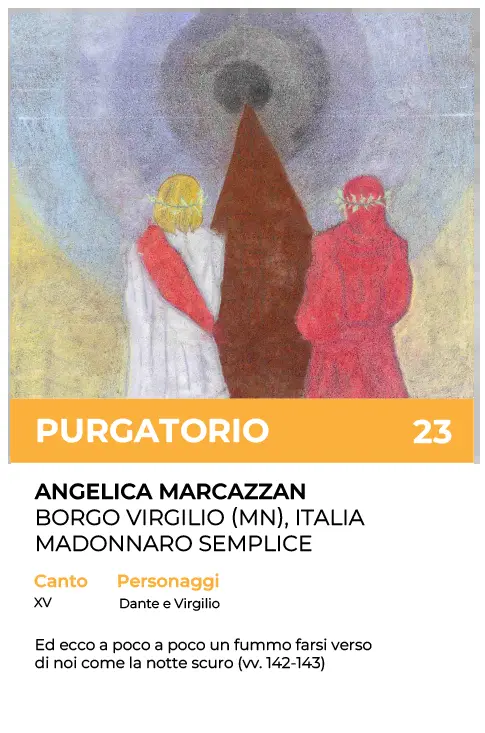 PURGATORIO 23
ANGELICA MARCAZZAN
BORGO VIRGILIO (MN), ITALIA
MADONNARO SEMPLICE
Canto Personaggi
XV Dante e Virgilio
Ed ecco a poco a poco un fummo farsi verso
di noi come la notte scuro (vv. 142-143)